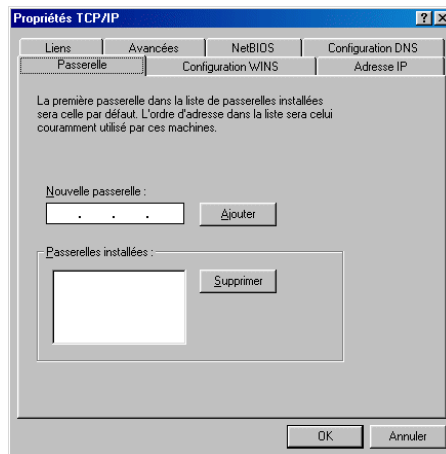 Propriétés TCP/IP
Liens Avancées NetBIOS Configuration DNS
Passerelle Configuration WINS Adresse IP
La première passerelle dans la liste de passerelles installées
sera celle par défaut. L'ordre d'adresse dans la liste sera celui
couramment utilisé par ces machines.
Nouvelle passerelle :
. . .
Ajouter
Passerelles installées :
Supprimer
OK Annuler